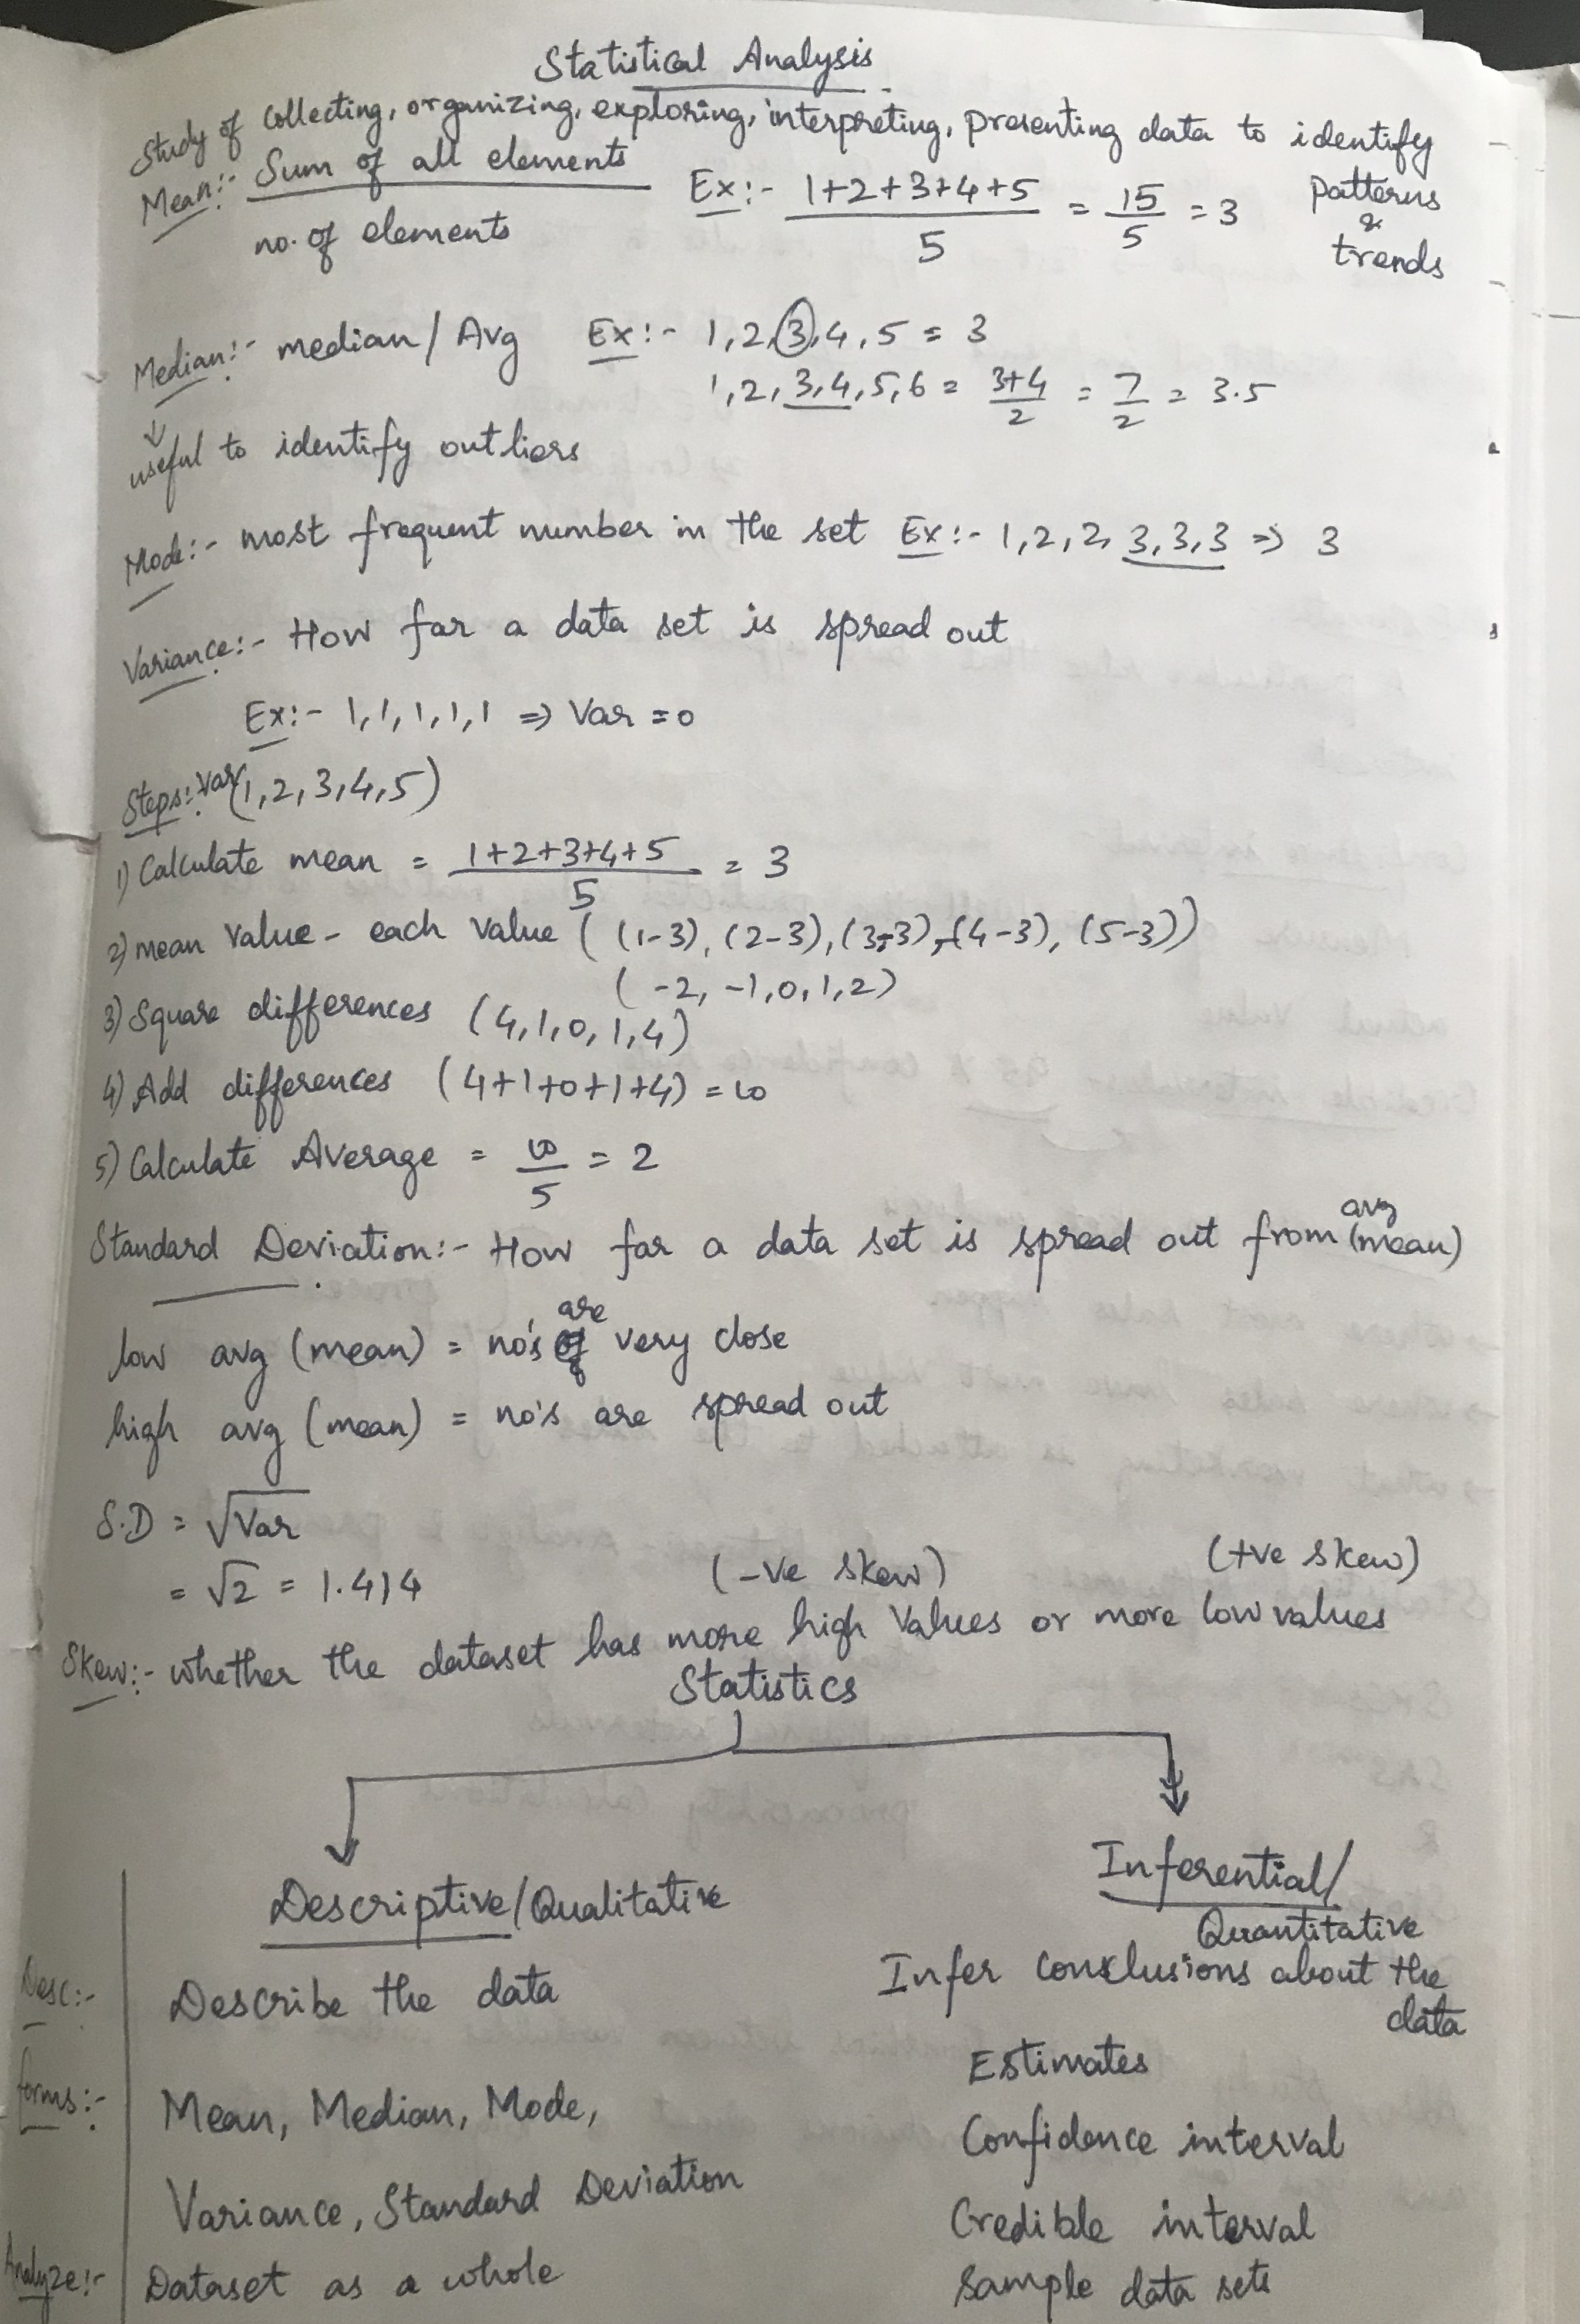 Statistical Analysis
Study of collecting, organizing, exploring, interpreting, presenting data to identify patterns & trends
Mean:- Sum of all elements / no. of elements Ex:- 1+2+3+4+5 / 5 = 15/5 = 3
Median:- median/Avg Ex:- 1,2,3,4,5 = 3
1,2,3,4,5,6 = 3+4/2 = 7/2 = 3.5
↓
useful to identify outliers
Mode:- most frequent number in the set Ex:- 1,2,2,3,3,3 => 3
Variance:- How far a data set is spread out
Ex:- 1,1,1,1,1 => Var = 0
Steps: Var(1,2,3,4,5)
1) Calculate mean = 1+2+3+4+5 / 5 = 3
2) mean Value - each value ((1-3), (2-3), (3-3), (4-3), (5-3))
(-2, -1, 0, 1, 2)
3) Square differences (4,1,0,1,4)
4) Add differences (4+1+0+1+4) = 10
5) Calculate Average = 10/5 = 2
Standard Deviation:- How far a data set is spread out from avg (mean)
low avg (mean) = no's are very close
high avg (mean) = no's are spread out
S.D = √Var
= √2 = 1.414
(-ve skew) (+ve skew)
Skew:- whether the dataset has more high Values or more low values
Statistics
Descriptive/Qualitative Inferential/Quantitative
Desc:- Describe the data Infer conclusions about the data
forms:- Mean, Median, Mode, Estimates
Confidence interval
Variance, Standard Deviation Credible interval
Analyze:- Dataset as a whole Sample data sets